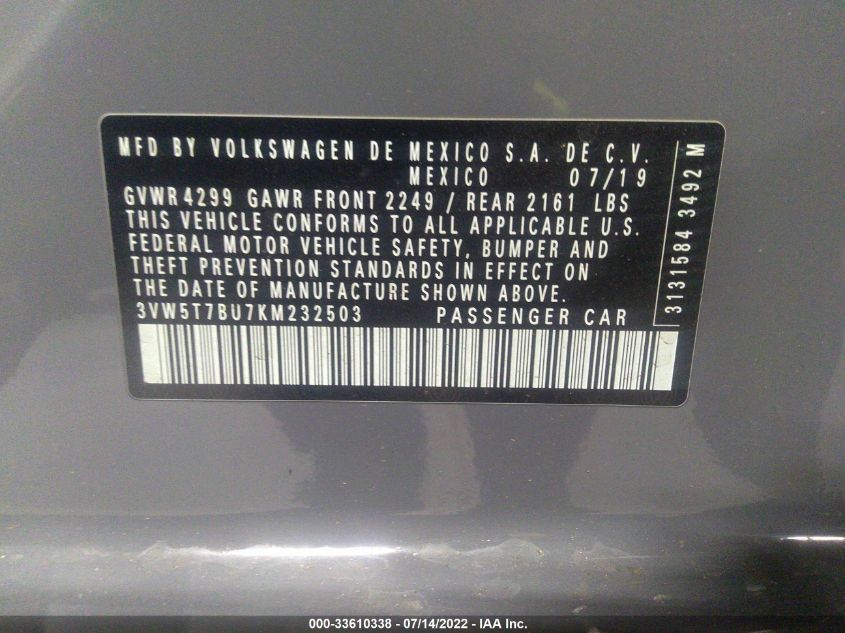 MFD BY VOLKSWAGEN DE MEXICO S.A. DE C.V.
MEXICO 07/19
GVWR 4299 GAWR FRONT 2249 / REAR 2161 LBS
THIS VEHICLE CONFORMS TO ALL APPLICABLE U.S.
FEDERAL MOTOR VEHICLE SAFETY, BUMPER AND
THEFT PREVENTION STANDARDS IN EFFECT ON
THE DATE OF MANUFACTURE SHOWN ABOVE.
3VW5T7BU7KM232503 PASSENGER CAR
3131584 3492 M
000-33610338 - 07/14/2022 - IAA Inc.